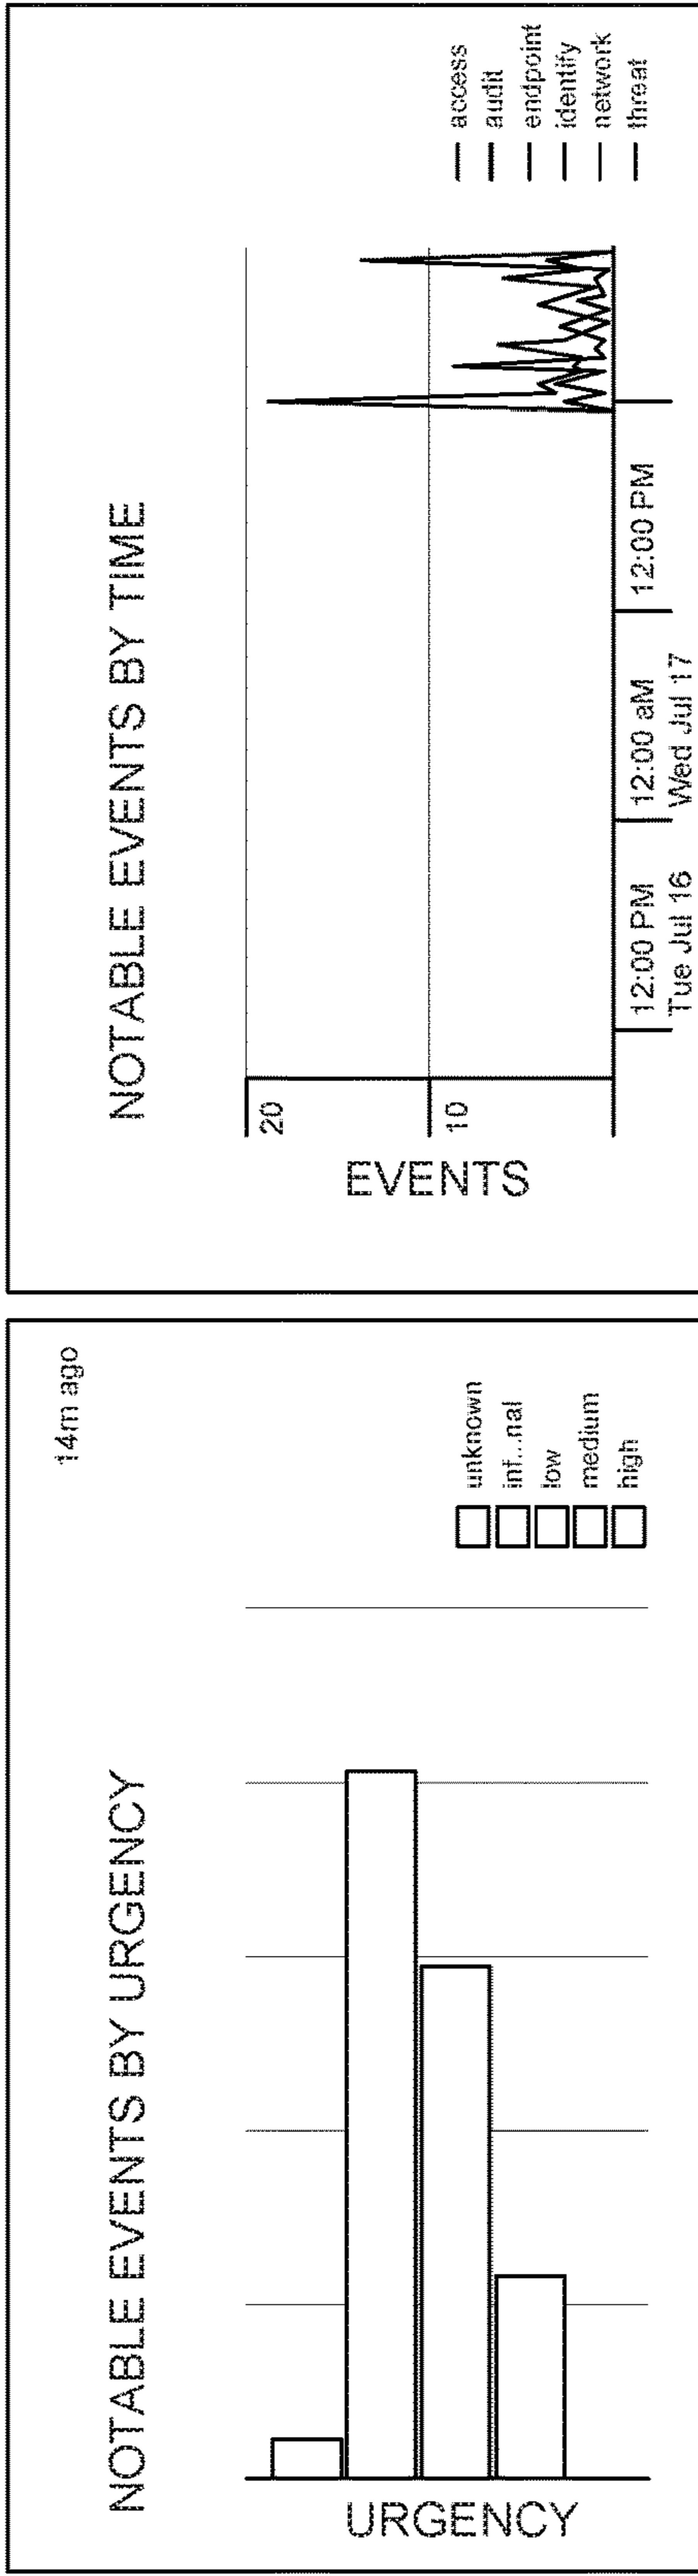 NOTABLE EVENTS BY URGENCY
14m ago
URGENCY
unknown
inf...nal
low
medium
high
NOTABLE EVENTS BY TIME
EVENTS
20
10
12:00 PM
Tue Jul 16
12:00 aM
Wed Jul 17
12:00 PM
access
audit
endpoint
identify
network
threat